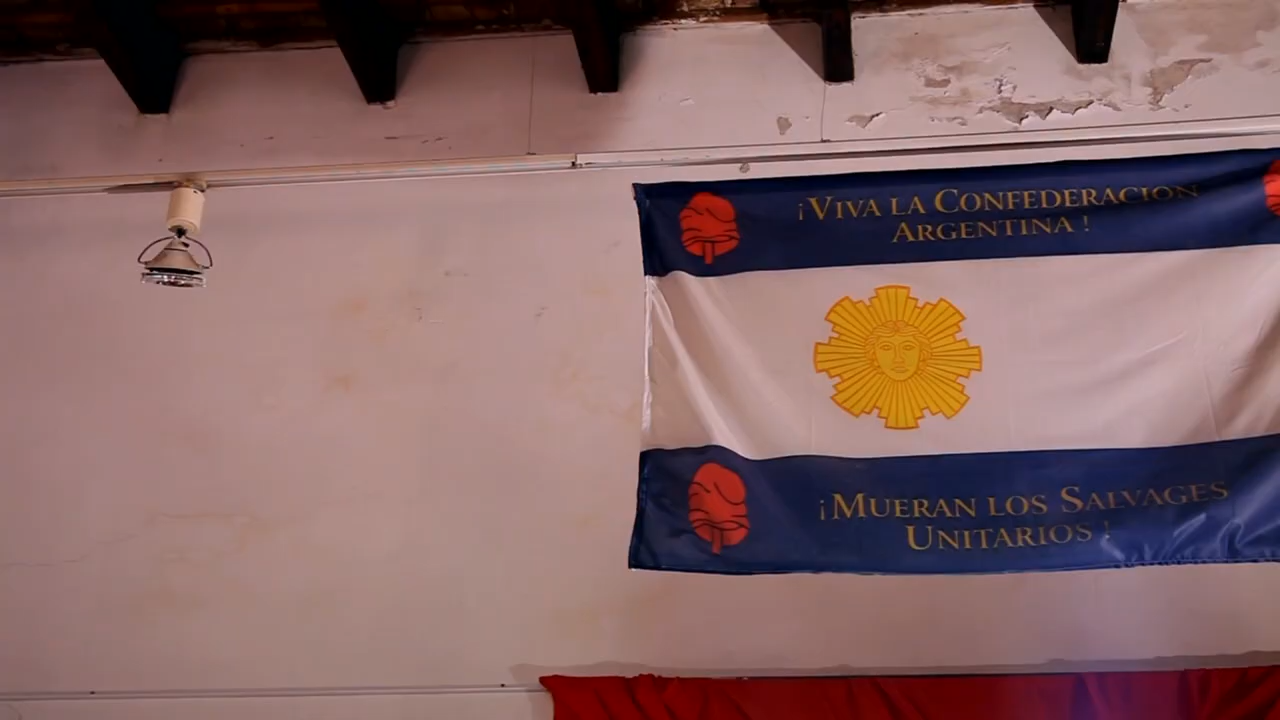 ¡VIVA LA CONFEDERACION
ARGENTINA !
¡MUERAN LOS SALVAGES
UNITARIOS !